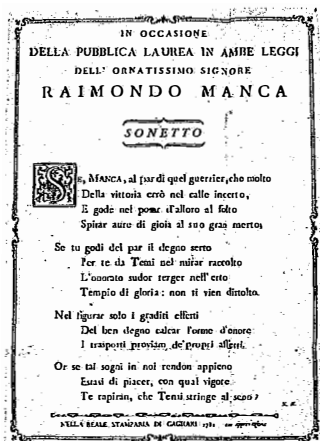 IN OCCASIONE
DELLA PUBBLICA LAUREA IN AMBE LEGGI
DELL' ORNATISSIMO SIGNORE
RAIMONDO MANCA
SONETTO
SE, MANCA, al par di quel guerrier, che molto
Della vittoria errò nel calle incerto,
E gode nel d'alloro al folto
Spirar aure di gioia al suo gran merto,
Se tu godi del par il degno serto
Per te da Temi nel mirar raccolto
L'onorato sudor terger nell'erto
Tempio di gloria: non ti vien distolto.
Nel figurar solo i graditi effetti
Del ben degno calcar l'orme d'onore
I trasporti proviam de' propri affetti.
Or se tai sogni in noi rendon appieno
Estasi di piacer, con qual vigore
Te rapiran, che Temi stringe al seno?
NELLA REALE STAMPERIA DI CAGLIARI 178